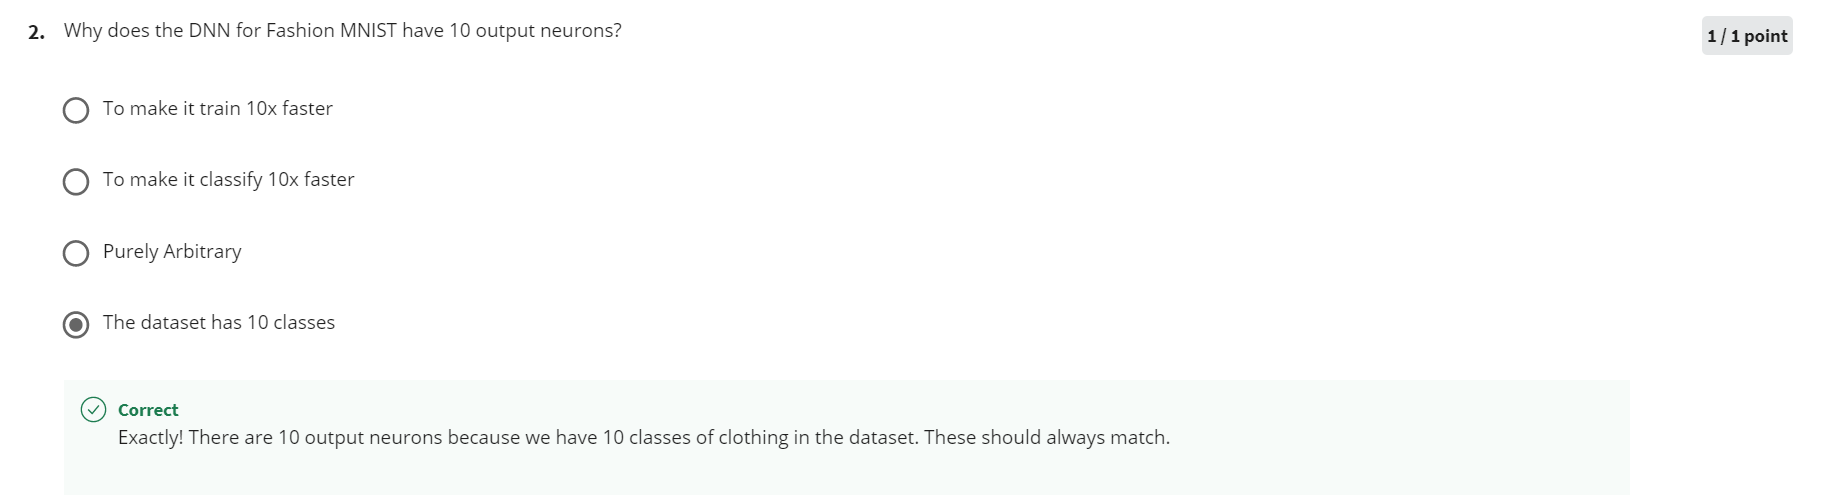 2. Why does the DNN for Fashion MNIST have 10 output neurons?
1 / 1 point
To make it train 10x faster
To make it classify 10x faster
Purely Arbitrary
The dataset has 10 classes
Correct
Exactly! There are 10 output neurons because we have 10 classes of clothing in the dataset. These should always match.